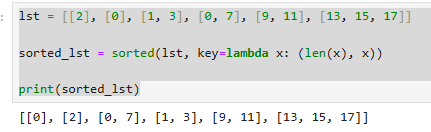 lst = [[2], [0], [1, 3], [0, 7], [9, 11], [13, 15, 17]]
sorted_lst = sorted(lst, key=lambda x: (len(x), x))
print(sorted_lst)
[[0], [2], [0, 7], [1, 3], [9, 11], [13, 15, 17]]